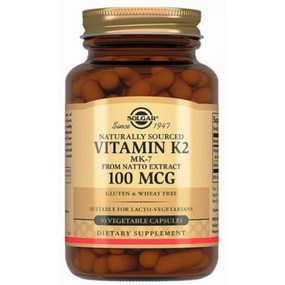 SOLGAR
Since 1947
NATURALLY SOURCED
VITAMIN K2
MK-7
FROM NATTO EXTRACT
100 MCG
GLUTEN & WHEAT FREE
SUITABLE FOR LACTO-VEGETARIANS
50 VEGETABLE CAPSULES
DIETARY SUPPLEMENT